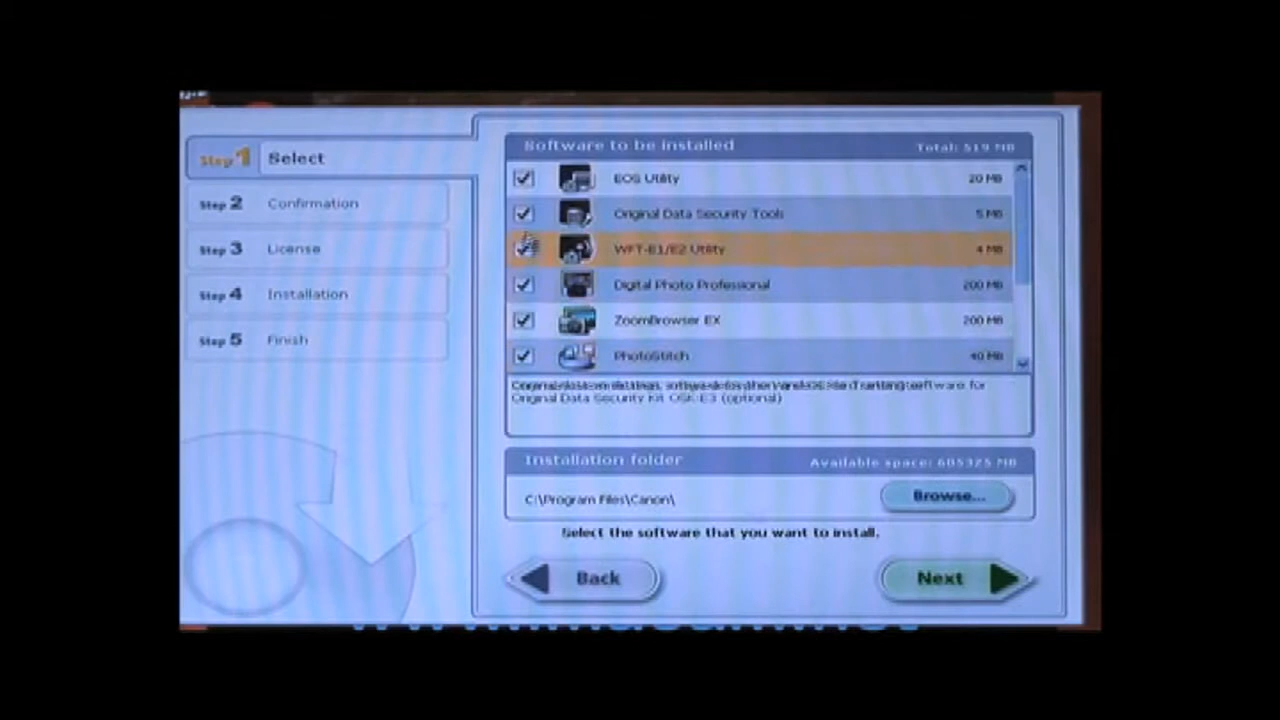 Step 1 Select
Step 2 Confirmation
Step 3 License
Step 4 Installation
Step 5 Finish
Software to be installed Total: 519 MB
EOS Utility 20 MB
Original Data Security Tools 5 MB
WFT-E1/E2 Utility 4 MB
Digital Photo Professional 200 MB
ZoomBrowser EX 200 MB
PhotoStitch 40 MB
software for
Original Data Security Kit OSK-E3 (optional)
Installation folder Available space: 605325 MB
C:\Program Files\Canon\
Browse...
Select the software that you want to install.
Back
Next